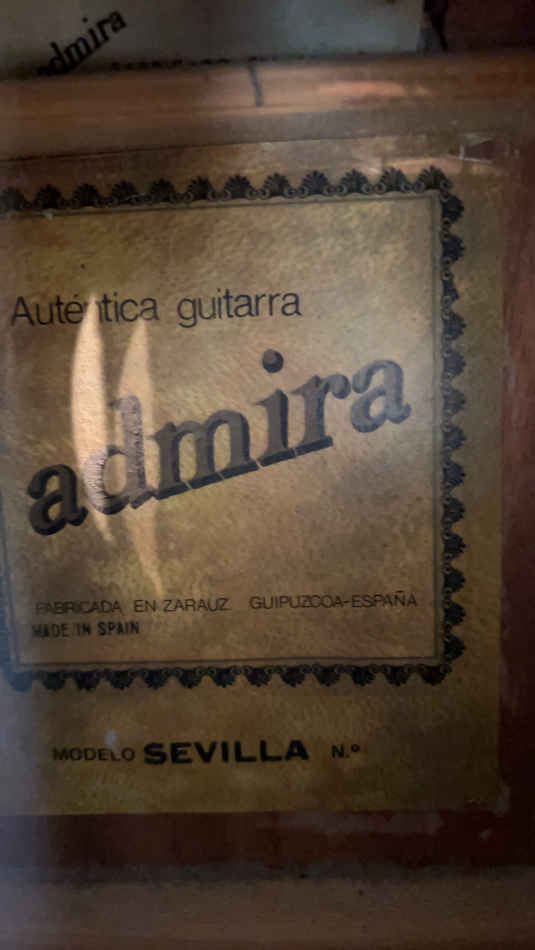 admira
Auténtica guitarra
admira
FABRICADA EN ZARAUZ GUIPUZCOA-ESPAÑA
MADE IN SPAIN
MODELO SEVILLA N.º